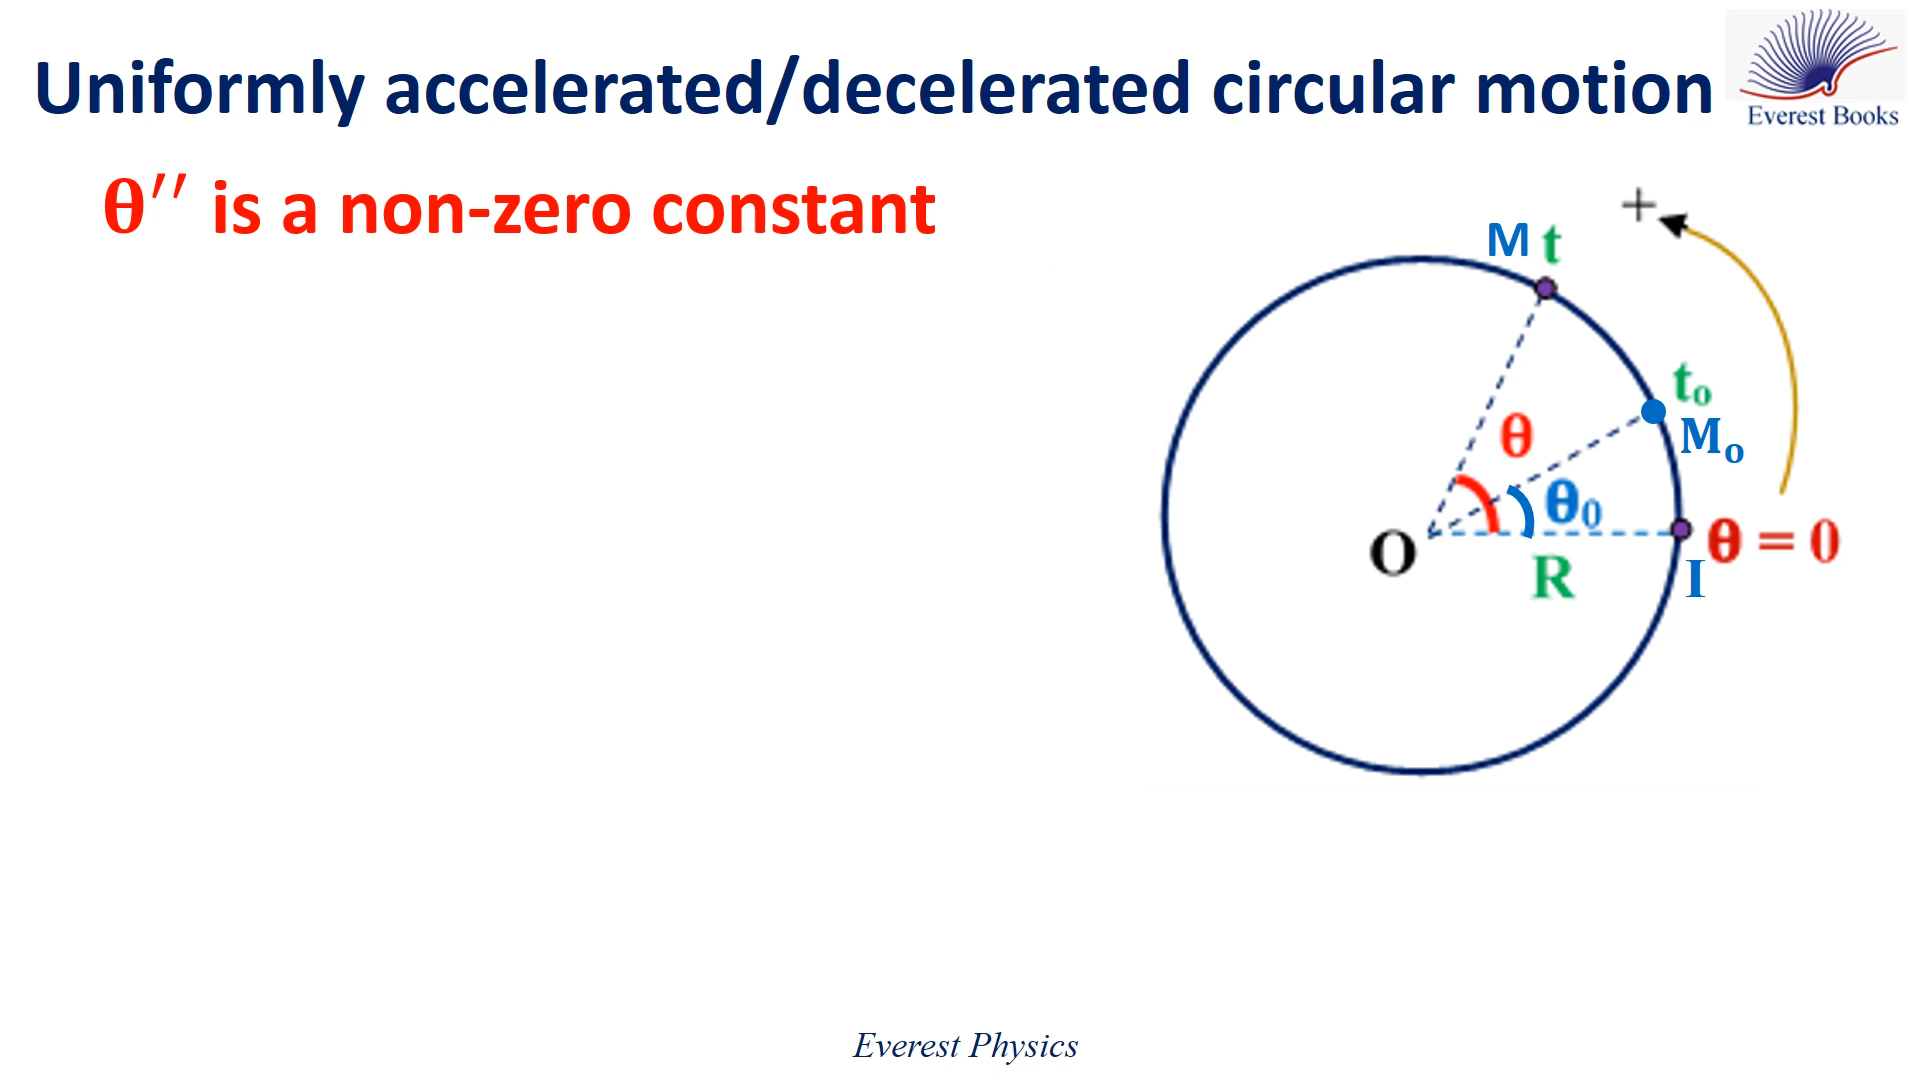 Uniformly accelerated/decelerated circular motion
Everest Books
θ′′ is a non-zero constant
+
M t
t₀
M₀
θ
θ₀
O
θ = 0
R
I
Everest Physics